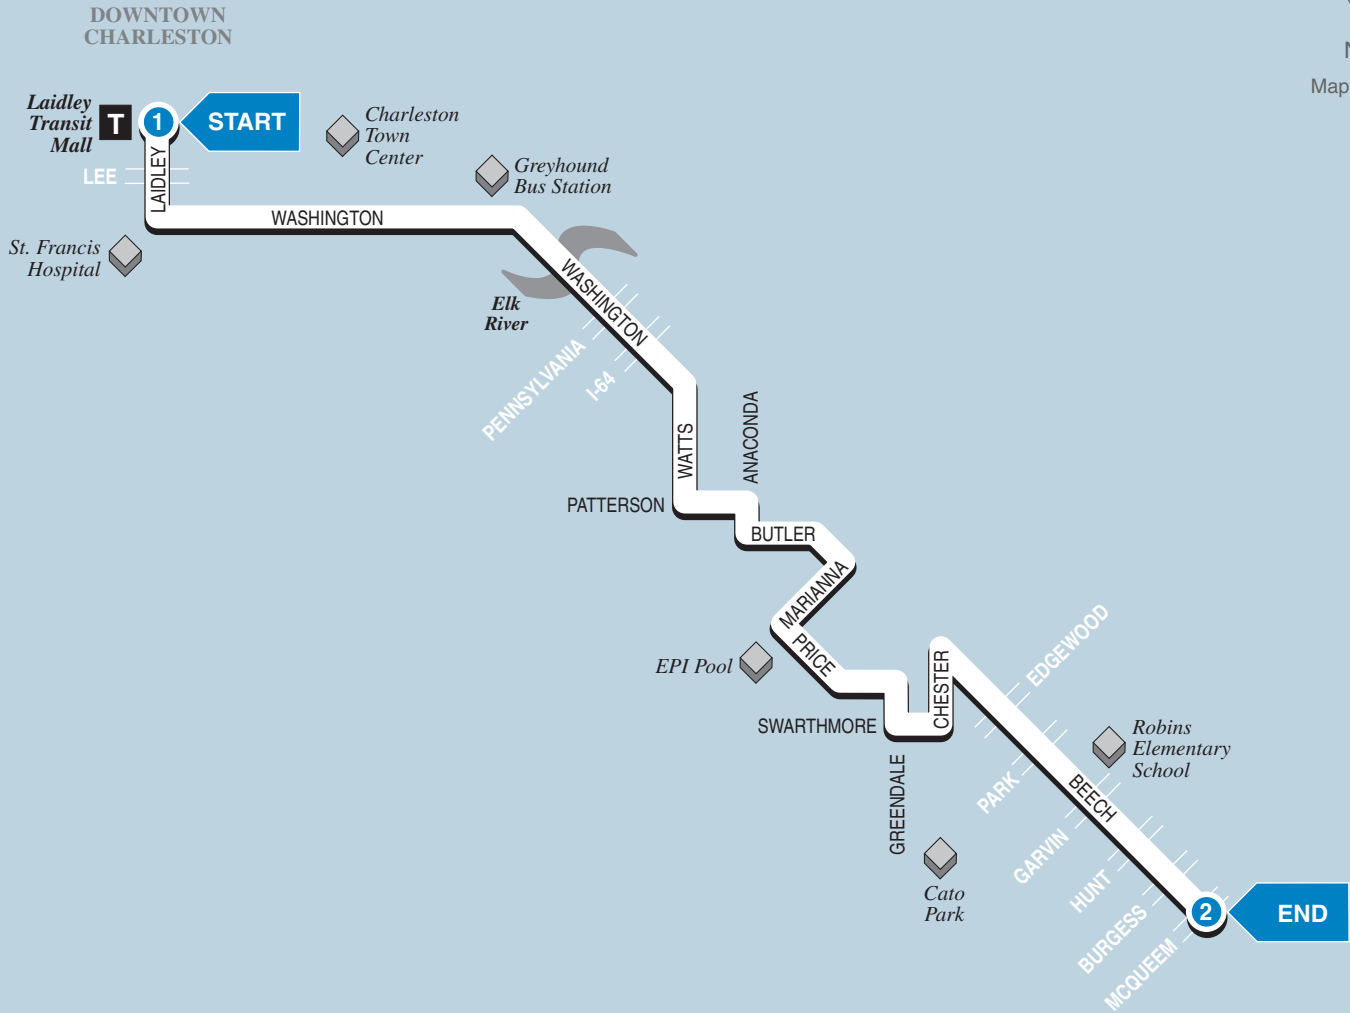 DOWNTOWN
CHARLESTON
N
Map
Laidley
Transit
Mall
T
1
START
Charleston
Town
Center
Greyhound
Bus Station
LEE
LAIDLEY
WASHINGTON
St. Francis
Hospital
WASHINGTON
Elk
River
PENNSYLVANIA
I-64
WATTS
ANACONDA
PATTERSON
BUTLER
MARIANNA
PRICE
EPI Pool
EDGEWOOD
CHESTER
SWARTHMORE
GREENDALE
Robins
Elementary
School
PARK
BEECH
GARVIN
HUNT
Cato
Park
BURGESS
MCQUEEM
2
END